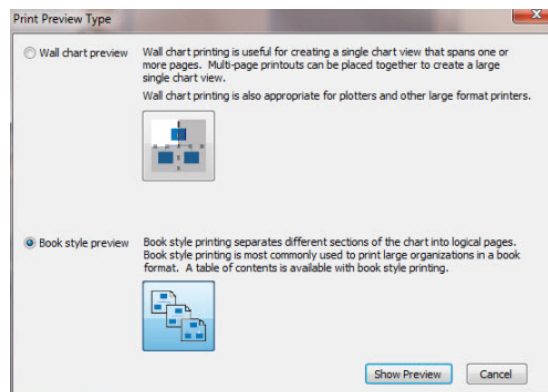 Print Preview Type
Wall chart preview
Wall chart printing is useful for creating a single chart view that spans one or
more pages. Multi-page printouts can be placed together to create a large
single chart view.
Wall chart printing is also appropriate for plotters and other large format printers.
Book style preview
Book style printing separates different sections of the chart into logical pages.
Book style printing is most commonly used to print large organizations in a book
format. A table of contents is available with book style printing.
Show Preview
Cancel